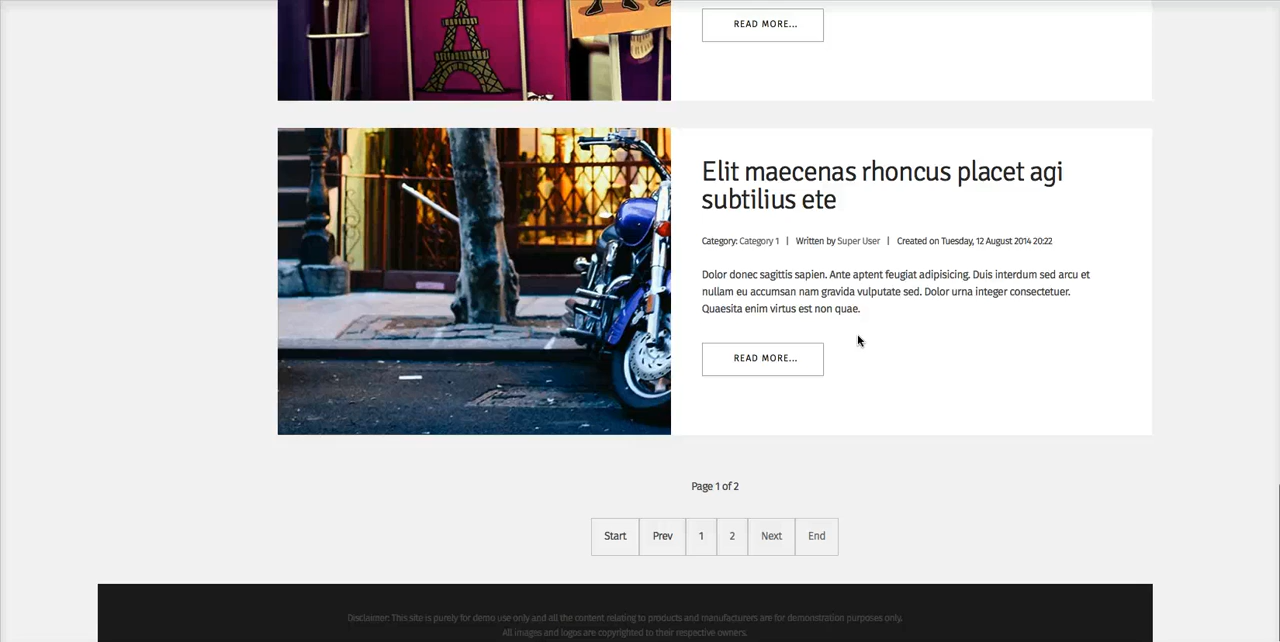 READ MORE...
Elit maecenas rhoncus placet agi
subtilius ete
Category: Category 1 | Written by Super User | Created on Tuesday, 12 August 2014 20:22
Dolor donec sagittis sapien. Ante aptent feugiat adipisicing. Duis interdum sed arcu et
nullam eu accumsan nam gravida vulputate sed. Dolor urna integer consectetuer.
Quaesita enim virtus est non quae.
READ MORE...
Page 1 of 2
Start Prev 1 2 Next End
Disclaimer: This site is purely for demo use only and all the content relating to products and manufacturers are for demonstration purposes only.
All images and logos are copyrighted to their respective owners.